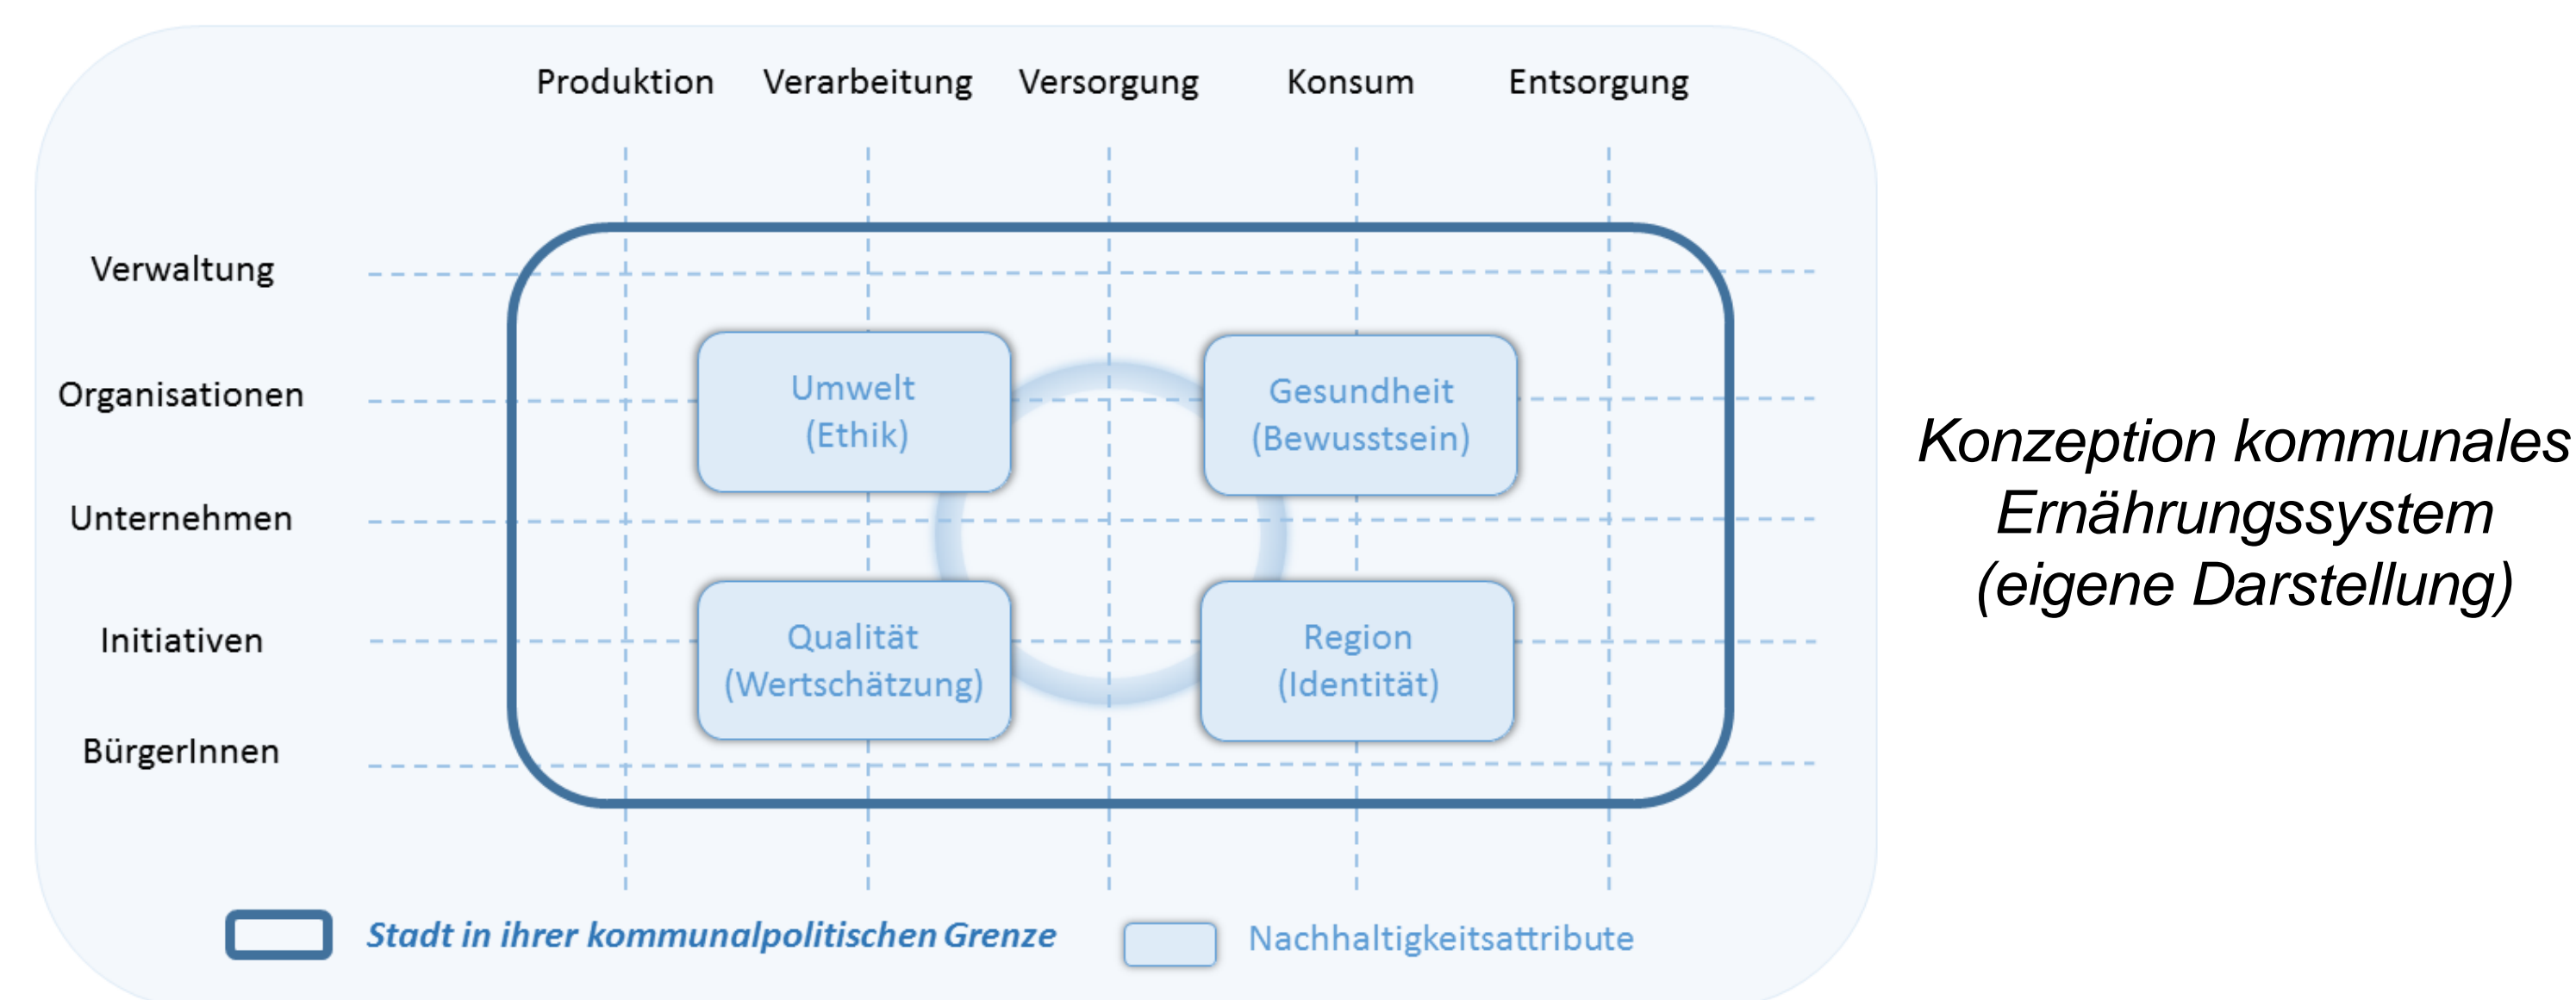 Produktion Verarbeitung Versorgung Konsum Entsorgung
Verwaltung
Organisationen
Unternehmen
Initiativen
BürgerInnen
Umwelt
(Ethik)
Gesundheit
(Bewusstsein)
Qualität
(Wertschätzung)
Region
(Identität)
Stadt in ihrer kommunalpolitischen Grenze
Nachhaltigkeitsattribute
Konzeption kommunales
Ernährungssystem
(eigene Darstellung)